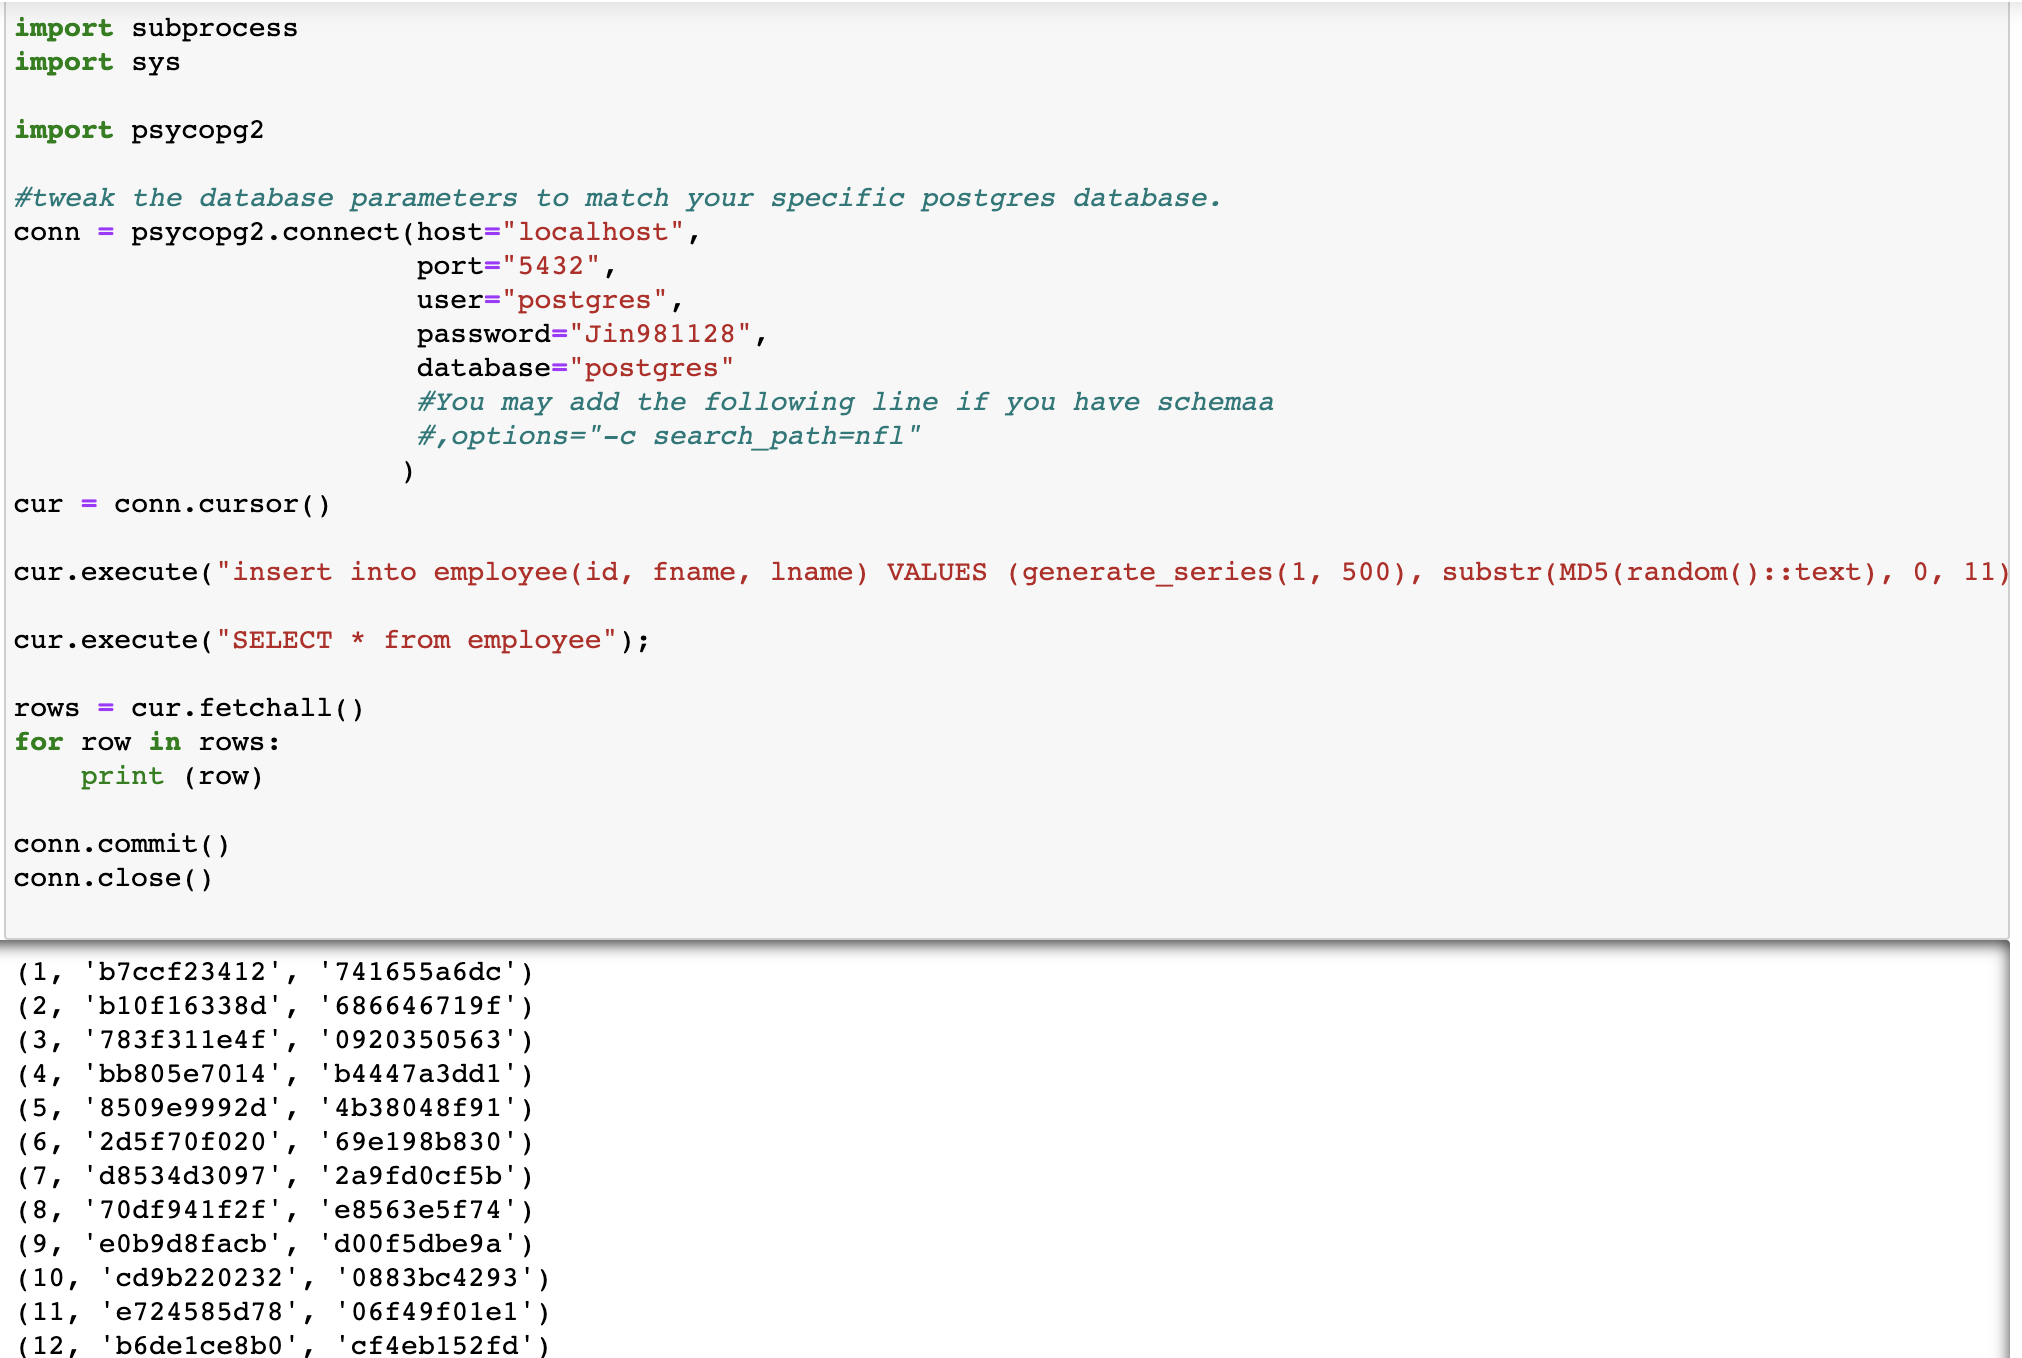 import subprocess
import sys
import psycopg2
#tweak the database parameters to match your specific postgres database.
conn = psycopg2.connect(host="localhost",
port="5432",
user="postgres",
password="Jin981128",
database="postgres"
#You may add the following line if you have schemaa
#,options="-c search_path=nfl"
)
cur = conn.cursor()
cur.execute("insert into employee(id, fname, lname) VALUES (generate_series(1, 500), substr(MD5(random()::text), 0, 11)
cur.execute("SELECT * from employee");
rows = cur.fetchall()
for row in rows:
    print (row)
conn.commit()
conn.close()
(1, 'b7ccf23412', '741655a6dc')
(2, 'b10f16338d', '686646719f')
(3, '783f311e4f', '0920350563')
(4, 'bb805e7014', 'b4447a3dd1')
(5, '8509e9992d', '4b38048f91')
(6, '2d5f70f020', '69e198b830')
(7, 'd8534d3097', '2a9fd0cf5b')
(8, '70df941f2f', 'e8563e5f74')
(9, 'e0b9d8facb', 'd00f5dbe9a')
(10, 'cd9b220232', '0883bc4293')
(11, 'e724585d78', '06f49f01e1')
(12, 'b6de1ce8b0', 'cf4eb152fd')